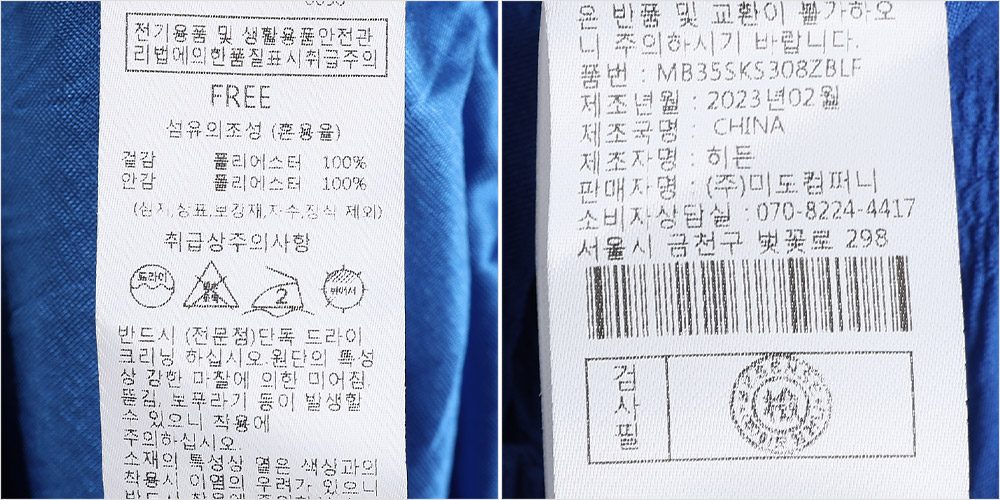 전기용품 및 생활용품안전관
리법에의한품질표시취급주의
FREE
섬유의조성 (혼용율)
겉감 폴리에스터 100%
안감 폴리에스터 100%
(심지,상표,보강재,자수,장식 제외)
취급상주의사항
드라이
2
반드시 (전문점)단독 드라이
크리닝 하십시오.원단의 특성
상 강한 마찰에 의한 미어짐.
뜯김, 보푸라기 등이 발생할
수 있으니 착용에
주의하십시오.
소재의 특성상 옅은 색상과의
착용시 이염의 우려가 있으니
은 반품 및 교환이 불가하오
니 주의하시기 바랍니다.
품번 : MB35SKS308ZBLF
제조년월 : 2023년02월
제조국명 : CHINA
제조자명 : 히든
판매자명 : (주)미도컴퍼니
소비자상담실 : 070-8224-4417
서울시 금천구 벚꽃로 298
검사필